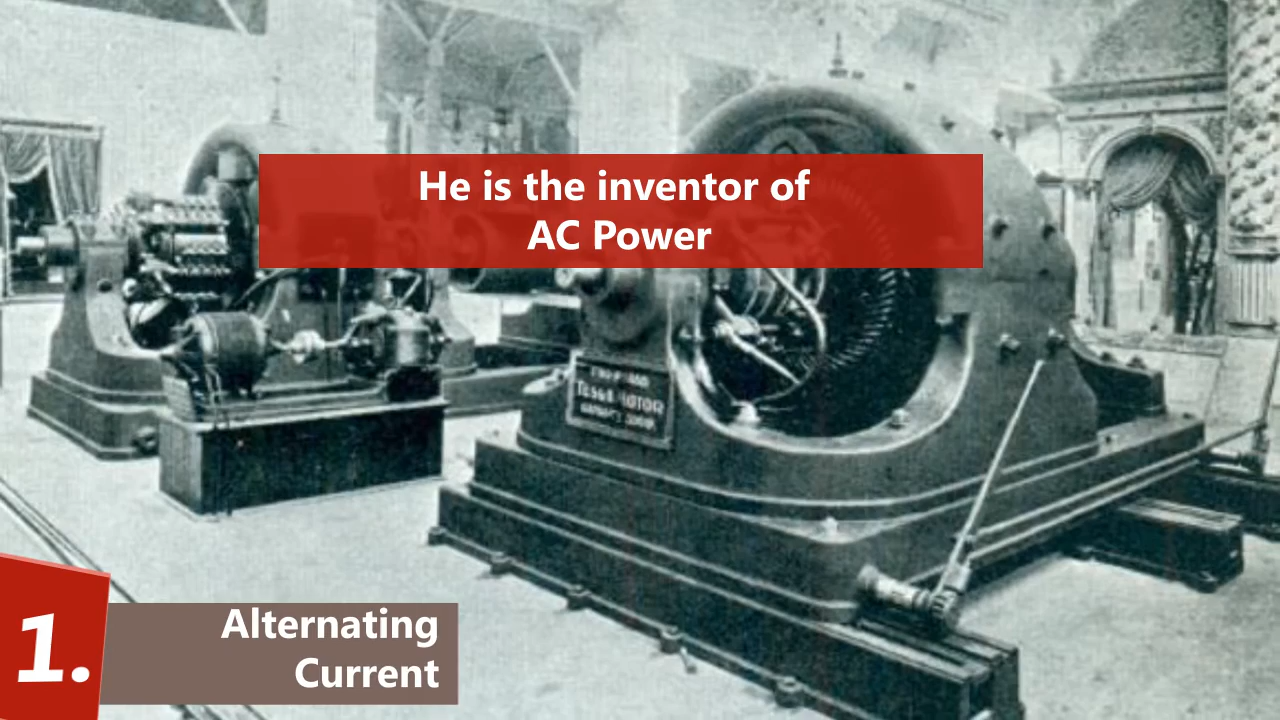 He is the inventor of
AC Power
TESLA MOTOR
1.
Alternating
Current